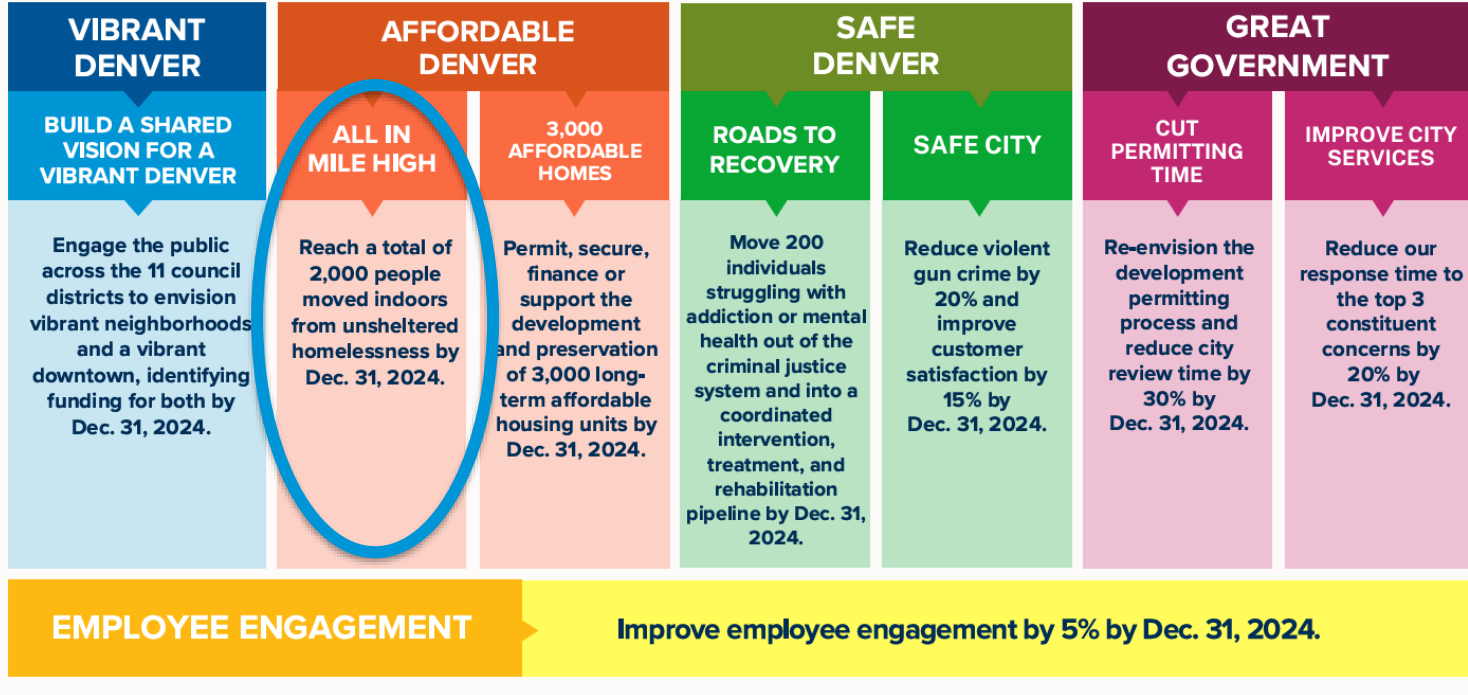 VIBRANT
DENVER
BUILD A SHARED
VISION FOR A
VIBRANT DENVER
Engage the public
across the 11 council
districts to envision
vibrant neighborhoods
and a vibrant
downtown, identifying
funding for both by
Dec. 31, 2024.
AFFORDABLE
DENVER
ALL IN
MILE HIGH
Reach a total of
2,000 people
moved indoors
from unsheltered
homelessness by
Dec. 31, 2024.
3,000
AFFORDABLE
HOMES
Permit, secure,
finance or
support the
development
and preservation
of 3,000 long-
term affordable
housing units by
Dec. 31, 2024.
SAFE
DENVER
ROADS TO
RECOVERY
Move 200
individuals
struggling with
addiction or mental
health out of the
criminal justice
system and into a
coordinated
intervention,
treatment, and
rehabilitation
pipeline by Dec. 31,
2024.
SAFE CITY
Reduce violent
gun crime by
20% and
improve
customer
satisfaction by
15% by
Dec. 31, 2024.
GREAT
GOVERNMENT
CUT
PERMITTING
TIME
Re-envision the
development
permitting
process and
reduce city
review time by
30% by
Dec. 31, 2024.
IMPROVE CITY
SERVICES
Reduce our
response time to
the top 3
constituent
concerns by
20% by
Dec. 31, 2024.
EMPLOYEE ENGAGEMENT
Improve employee engagement by 5% by Dec. 31, 2024.